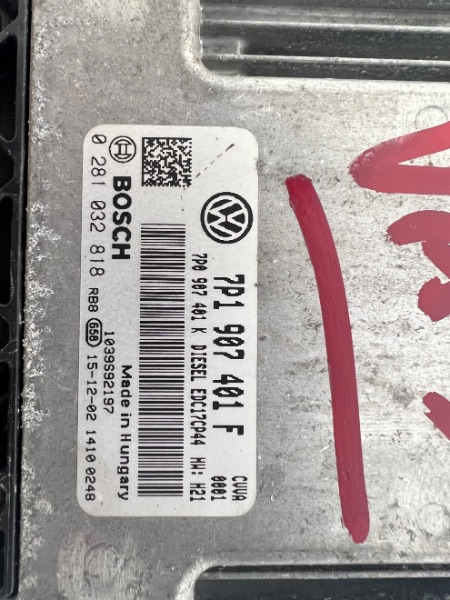 7P1 907 401 F
7P0 907 401 K DIESEL EDC17CP44 HW: H21
CVVA
0001
BOSCH
0 281 032 818
RB8 658
1039S92197
15-12-02 1410 0248
Made in Hungary